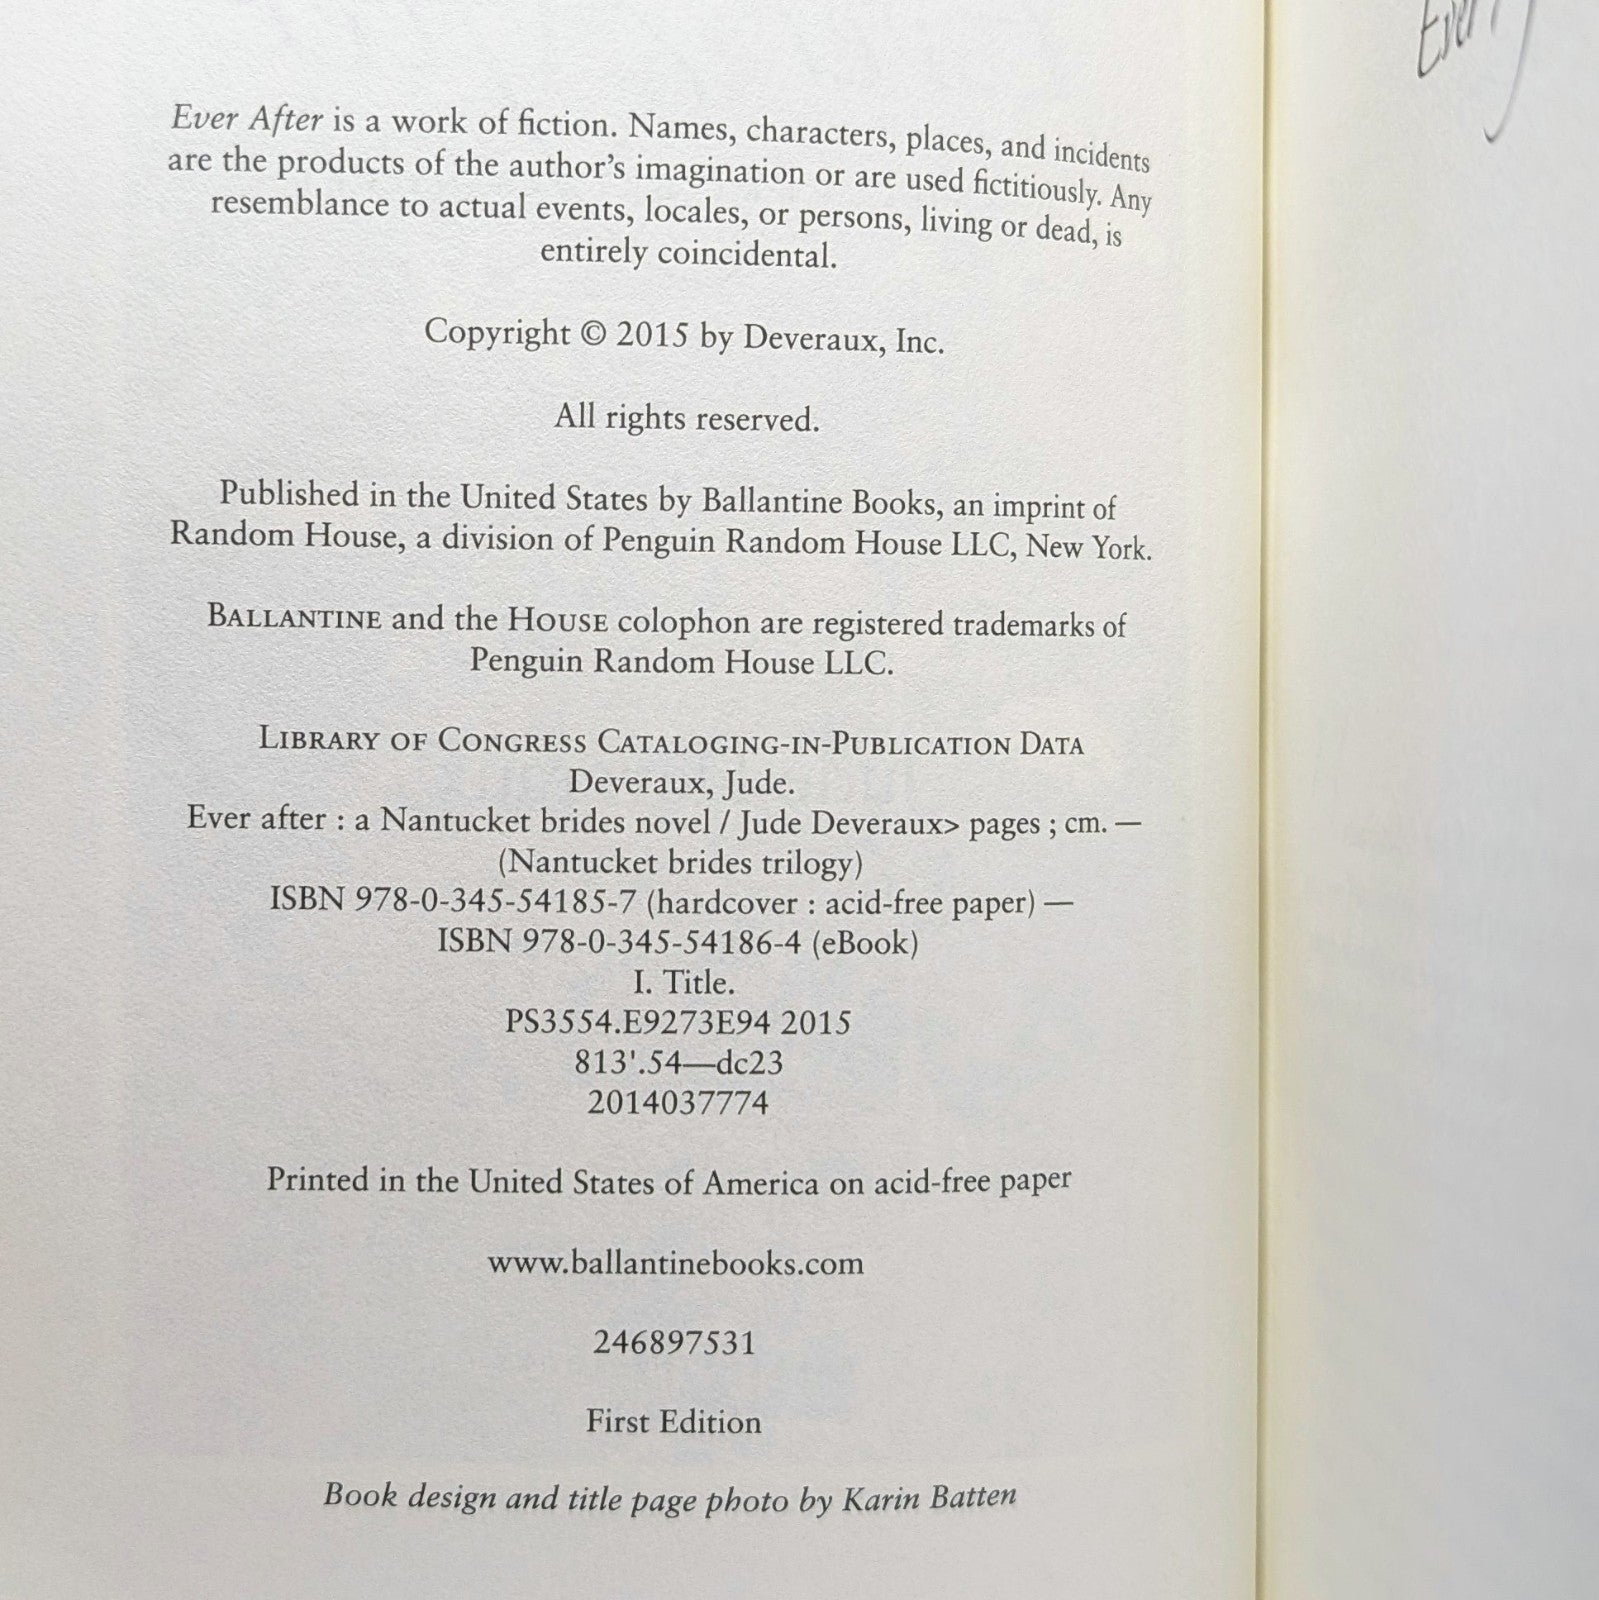 Ever After is a work of fiction. Names, characters, places, and incidents
are the products of the author's imagination or are used fictitiously. Any
resemblance to actual events, locales, or persons, living or dead, is
entirely coincidental.
Copyright © 2015 by Deveraux, Inc.
All rights reserved.
Published in the United States by Ballantine Books, an imprint of
Random House, a division of Penguin Random House LLC, New York.
BALLANTINE and the HOUSE colophon are registered trademarks of
Penguin Random House LLC.
LIBRARY OF CONGRESS CATALOGING-IN-PUBLICATION DATA
Deveraux, Jude.
Ever after : a Nantucket brides novel / Jude Deveraux> pages ; cm. —
(Nantucket brides trilogy)
ISBN 978-0-345-54185-7 (hardcover : acid-free paper) —
ISBN 978-0-345-54186-4 (eBook)
I. Title.
PS3554.E9273E94 2015
813'.54—dc23
2014037774
Printed in the United States of America on acid-free paper
www.ballantinebooks.com
246897531
First Edition
Book design and title page photo by Karin Batten